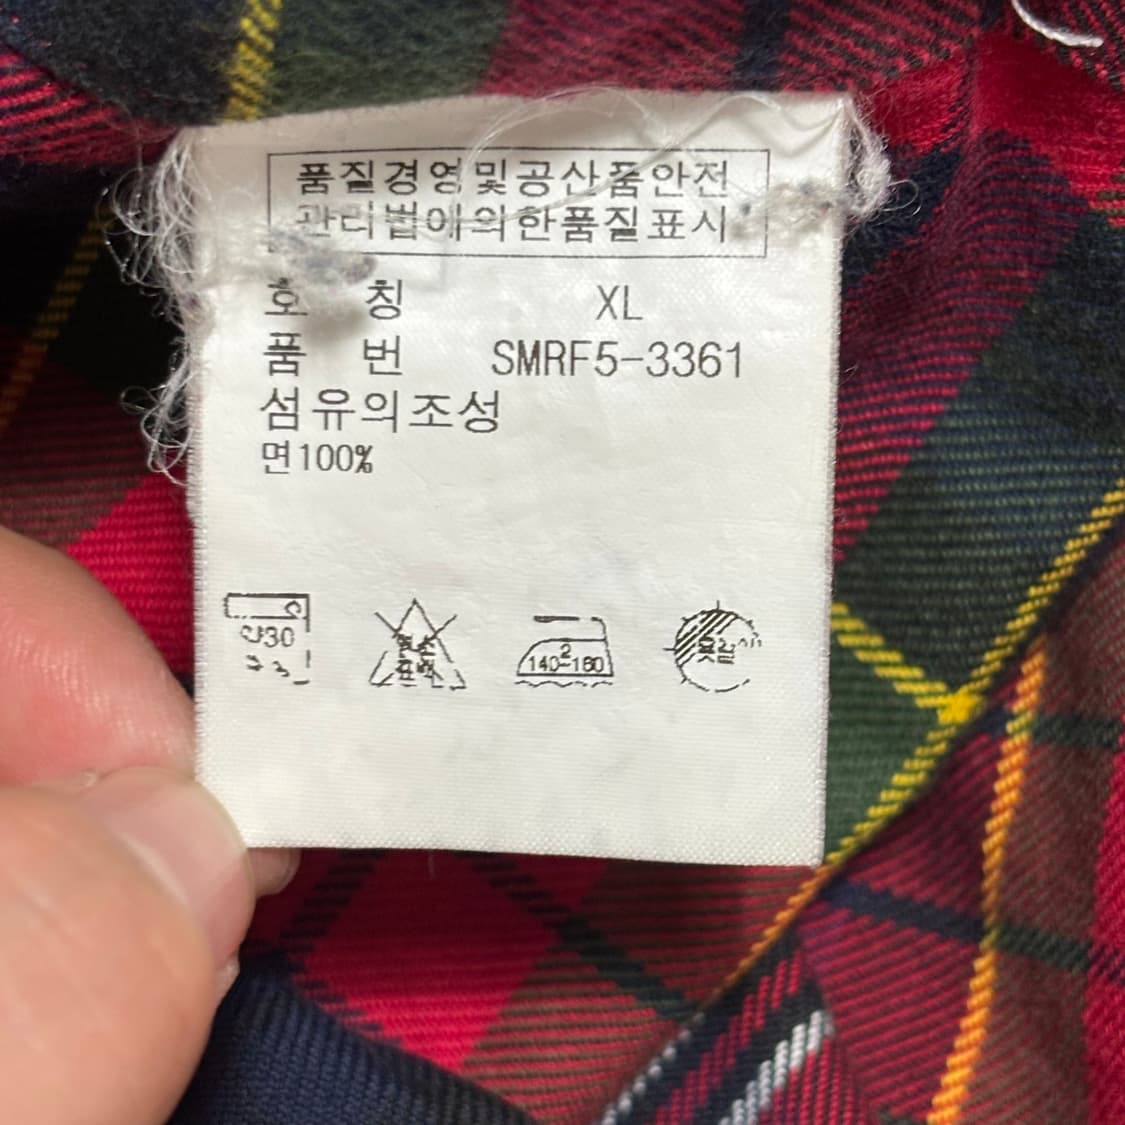 품질경영및공산품안전
관리법에의한품질표시
호 칭 XL
품 번 SMRF5-3361
섬유의조성
면100%
30
2
140-160